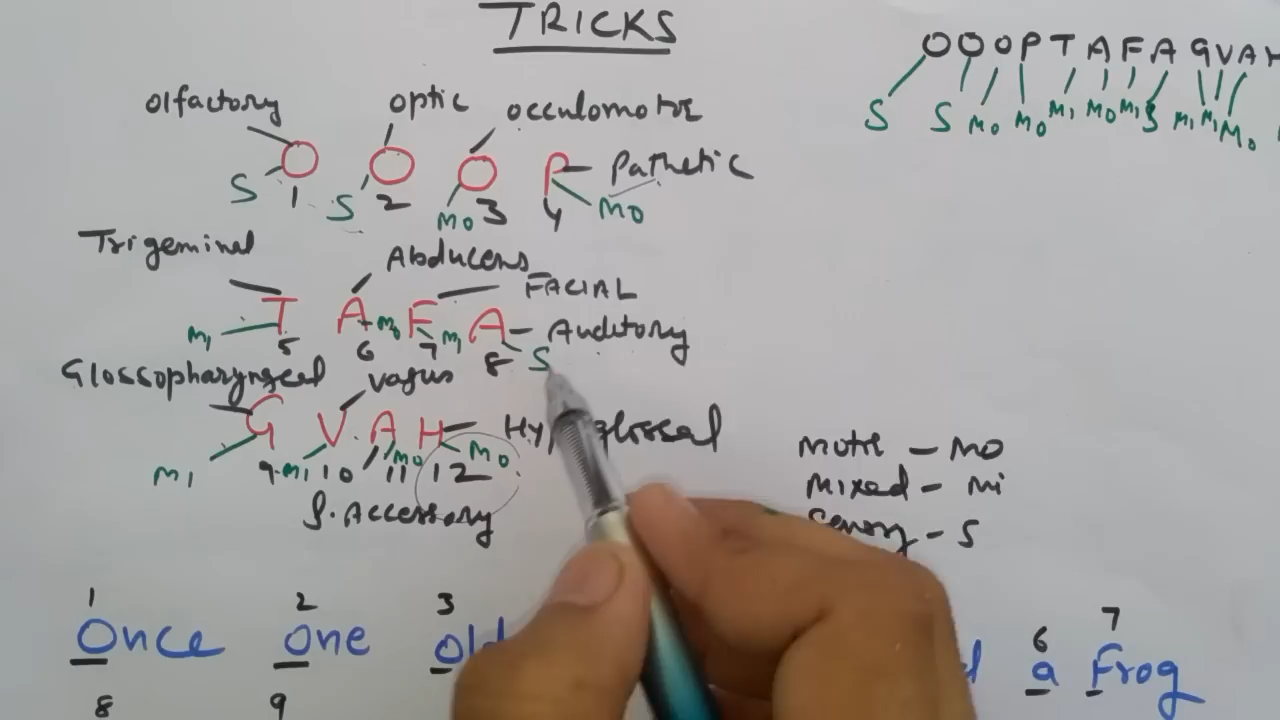 TRICKS
O O O P T A F A G V A H
S S Mo Mo Mi Mo Mi S Mi Mi Mo
Olfactory optic occulomotor
O O O P Pathetic
S 1 S 2 Mo 3 4 Mo
Trigeminal Abducens FACIAL
T A Mo F Mi A Auditory
Mi 5 6 7 8 S
Glossopharyngeal vagus
G V A H Hypoglossal
Mi 9 Mi 10 11 Mo 12 Mo
S. Accessory
Motor - MO
Mixed - Mi
Sensory - S
1 2 3 6 7
Once One Old a Frog
8 9